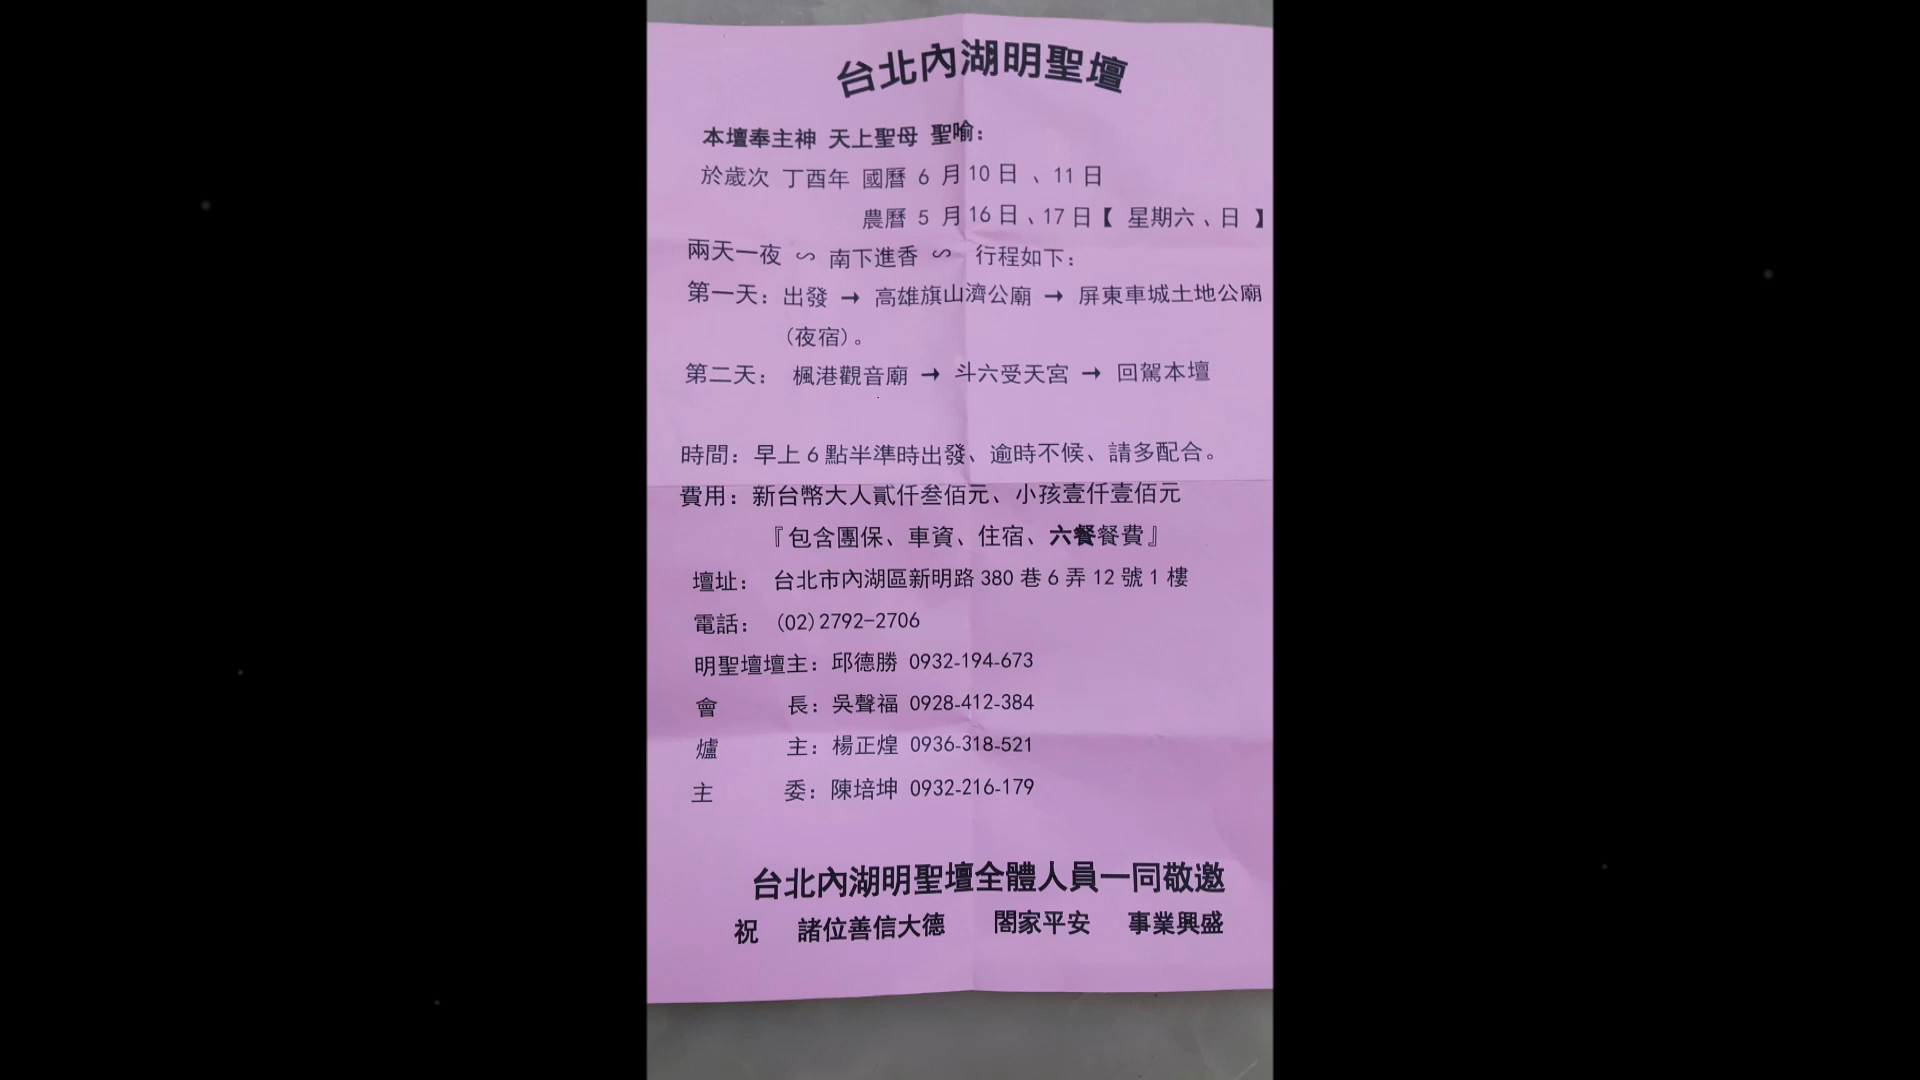 台北內湖明聖壇
本壇奉主神 天上聖母 聖喻：
於歲次 丁酉年 國曆 6 月 10 日 、11 日
農曆 5 月 16 日、17 日【 星期六、日 】
兩天一夜 ∽ 南下進香 ∽ 行程如下：
第一天：出發 → 高雄旗山濟公廟 → 屏東車城土地公廟
（夜宿）。
第二天： 楓港觀音廟 → 斗六受天宮 → 回駕本壇
時間：早上 6 點半準時出發、逾時不候、請多配合。
費用：新台幣大人貳仟叁佰元、小孩壹仟壹佰元
『包含團保、車資、住宿、六餐餐費』
壇址： 台北市內湖區新明路 380 巷 6 弄 12 號 1 樓
電話： (02)2792-2706
明聖壇壇主：邱德勝 0932-194-673
會 長：吳聲福 0928-412-384
爐 主：楊正煌 0936-318-521
主 委：陳培坤 0932-216-179
台北內湖明聖壇全體人員一同敬邀
祝 諸位善信大德 閤家平安 事業興盛